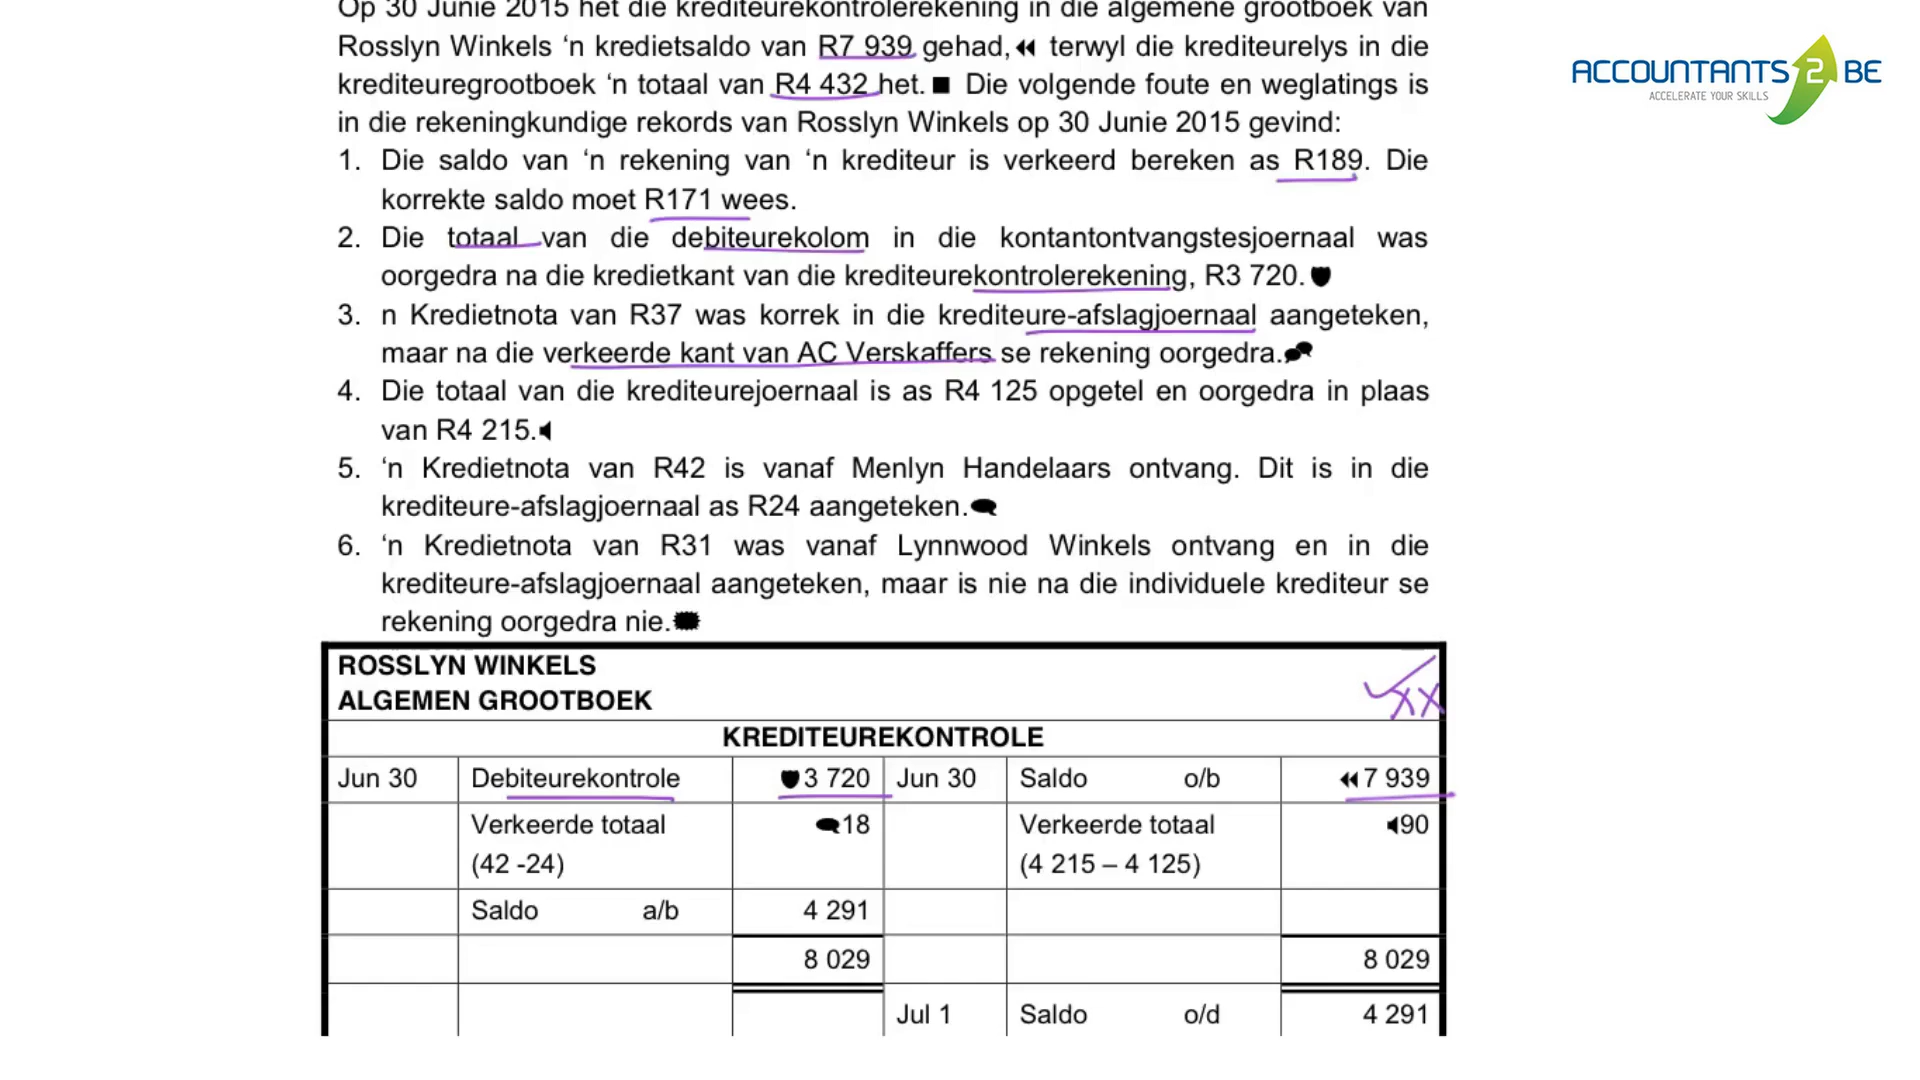 Op 30 Junie 2015 het die krediteurekontrolerekening in die algemene grootboek van
Rosslyn Winkels ‘n kredietsaldo van R7 939 gehad, terwyl die krediteurelys in die
krediteuregrootboek ‘n totaal van R4 432 het. Die volgende foute en weglatings is
in die rekeningkundige rekords van Rosslyn Winkels op 30 Junie 2015 gevind:
1. Die saldo van ‘n rekening van ‘n krediteur is verkeerd bereken as R189. Die
korrekte saldo moet R171 wees.
2. Die totaal van die debiteurekolom in die kontantontvangstesjoernaal was
oorgedra na die kredietkant van die krediteurekontrolerekening, R3 720.
3. n Kredietnota van R37 was korrek in die krediteure-afslagjoernaal aangeteken,
maar na die verkeerde kant van AC Verskaffers se rekening oorgedra.
4. Die totaal van die krediteurejoernaal is as R4 125 opgetel en oorgedra in plaas
van R4 215.
5. ‘n Kredietnota van R42 is vanaf Menlyn Handelaars ontvang. Dit is in die
krediteure-afslagjoernaal as R24 aangeteken.
6. ‘n Kredietnota van R31 was vanaf Lynnwood Winkels ontvang en in die
krediteure-afslagjoernaal aangeteken, maar is nie na die individuele krediteur se
rekening oorgedra nie.
ACCOUNTANTS 2 BE
ACCELERATE YOUR SKILLS
ROSSLYN WINKELS
ALGEMEN GROOTBOEK
XX
KREDITEUREKONTROLE
Jun 30 Debiteurekontrole 3 720 Jun 30 Saldo o/b 7 939
Verkeerde totaal 18 Verkeerde totaal 90
(42 -24) (4 215 – 4 125)
Saldo a/b 4 291
8 029 8 029
Jul 1 Saldo o/d 4 291